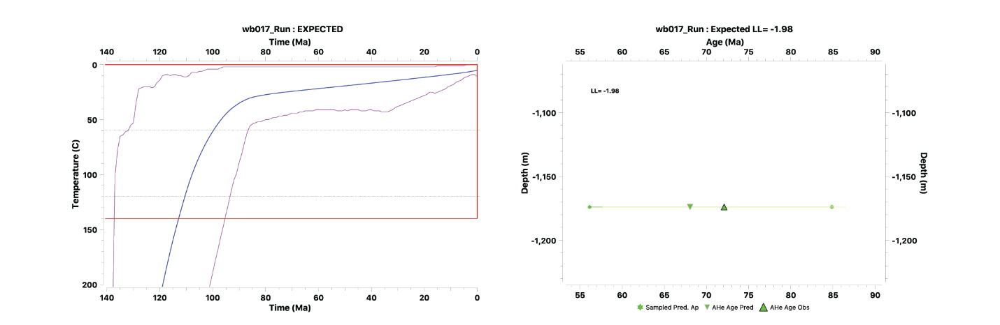 wb017_Run : EXPECTED
Time (Ma)
140 120 100 80 60 40 20 0
0
50
100
150
200
Temperature (C)
140 120 100 80 60 40 20 0
Time (Ma)
wb017_Run : Expected LL= -1.98
Age (Ma)
55 60 65 70 75 80 85 90
LL= -1.98
-1,100 -1,100
-1,150 -1,150
-1,200 -1,200
Depth (m) Depth (m)
55 60 65 70 75 80 85 90
Sampled Pred. Ap AHe Age Pred AHe Age Obs